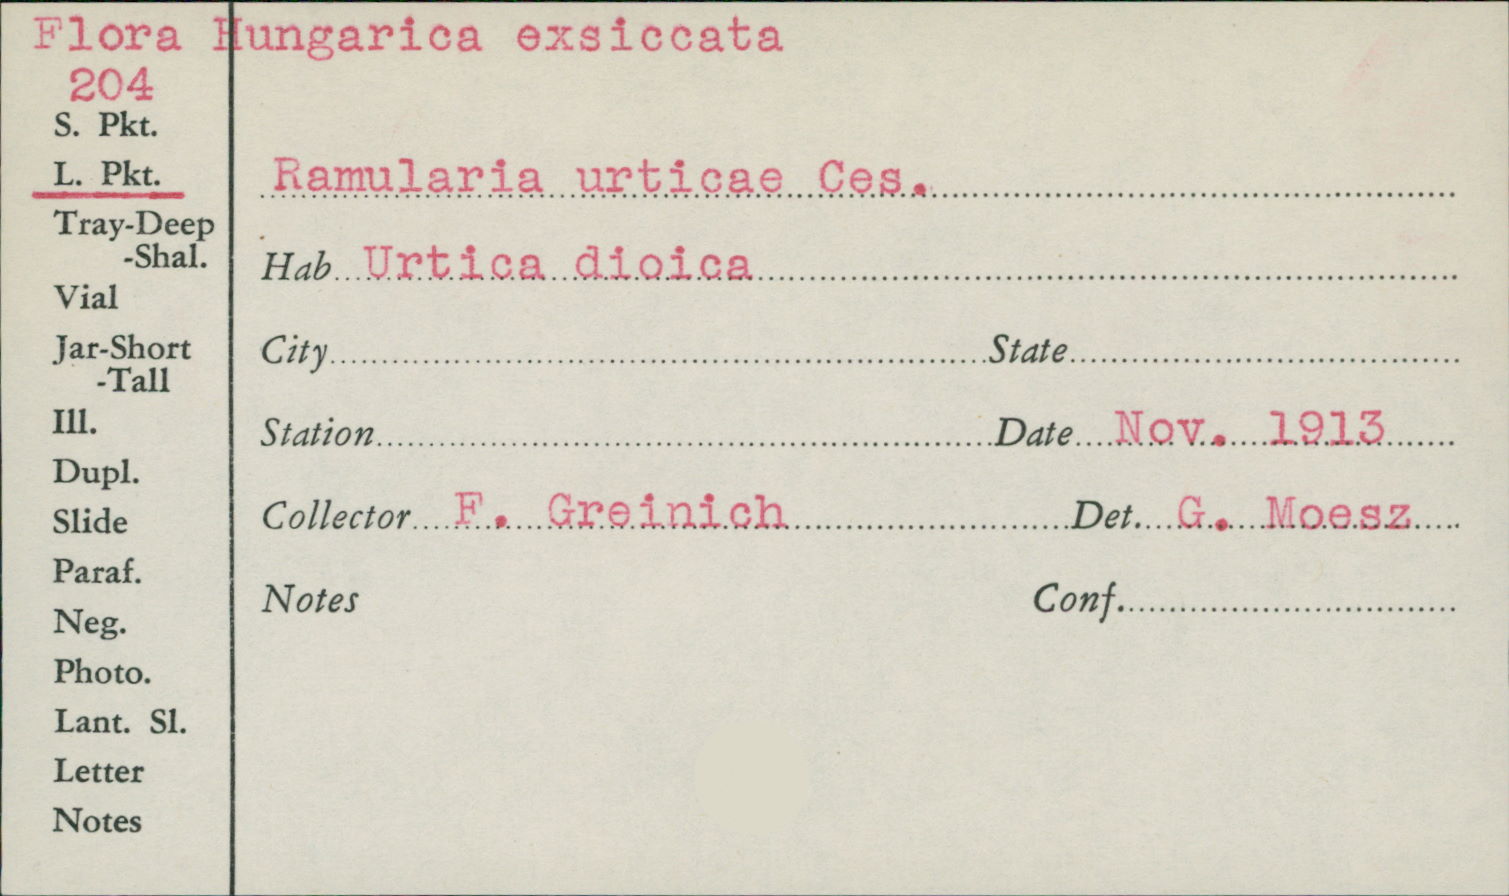 Flora Hungarica exsiccata
204
S. Pkt.
L. Pkt.
Ramularia urticae Ces.
Tray-Deep
-Shal.
Hab. Urtica dioica
Vial
Jar-Short
-Tall
City State
Ill.
Station Date Nov. 1913
Dupl.
Slide
Collector F. Greinich Det. G. Moesz
Paraf.
Notes Conf.
Neg.
Photo.
Lant. Sl.
Letter
Notes